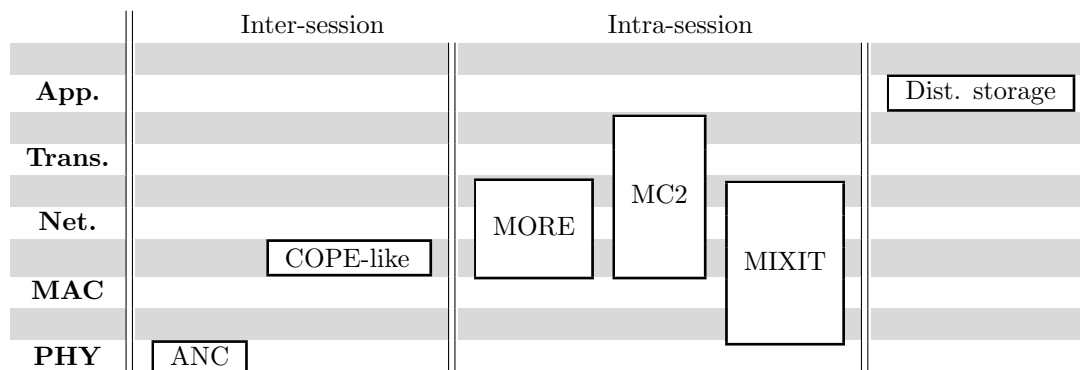 Inter-session Intra-session
App. Dist. storage
Trans.
MC2
Net. MORE
COPE-like MIXIT
MAC
PHY ANC